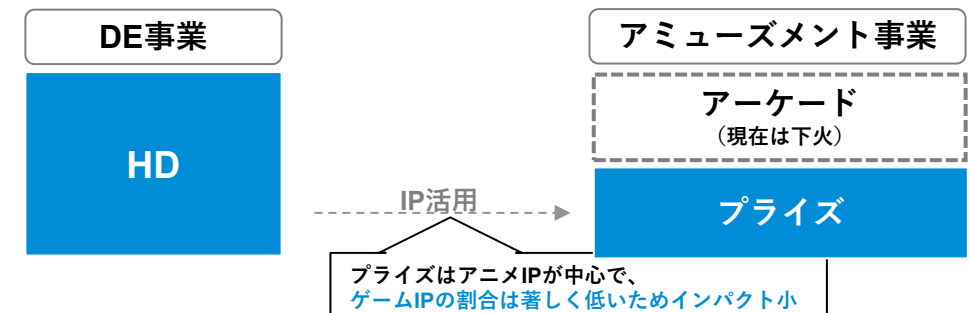 DE事業
アミューズメント事業
HD
アーケード
（現在は下火）
IP活用
プライズ
プライズはアニメIPが中心で、
ゲームIPの割合は著しく低いためインパクト小